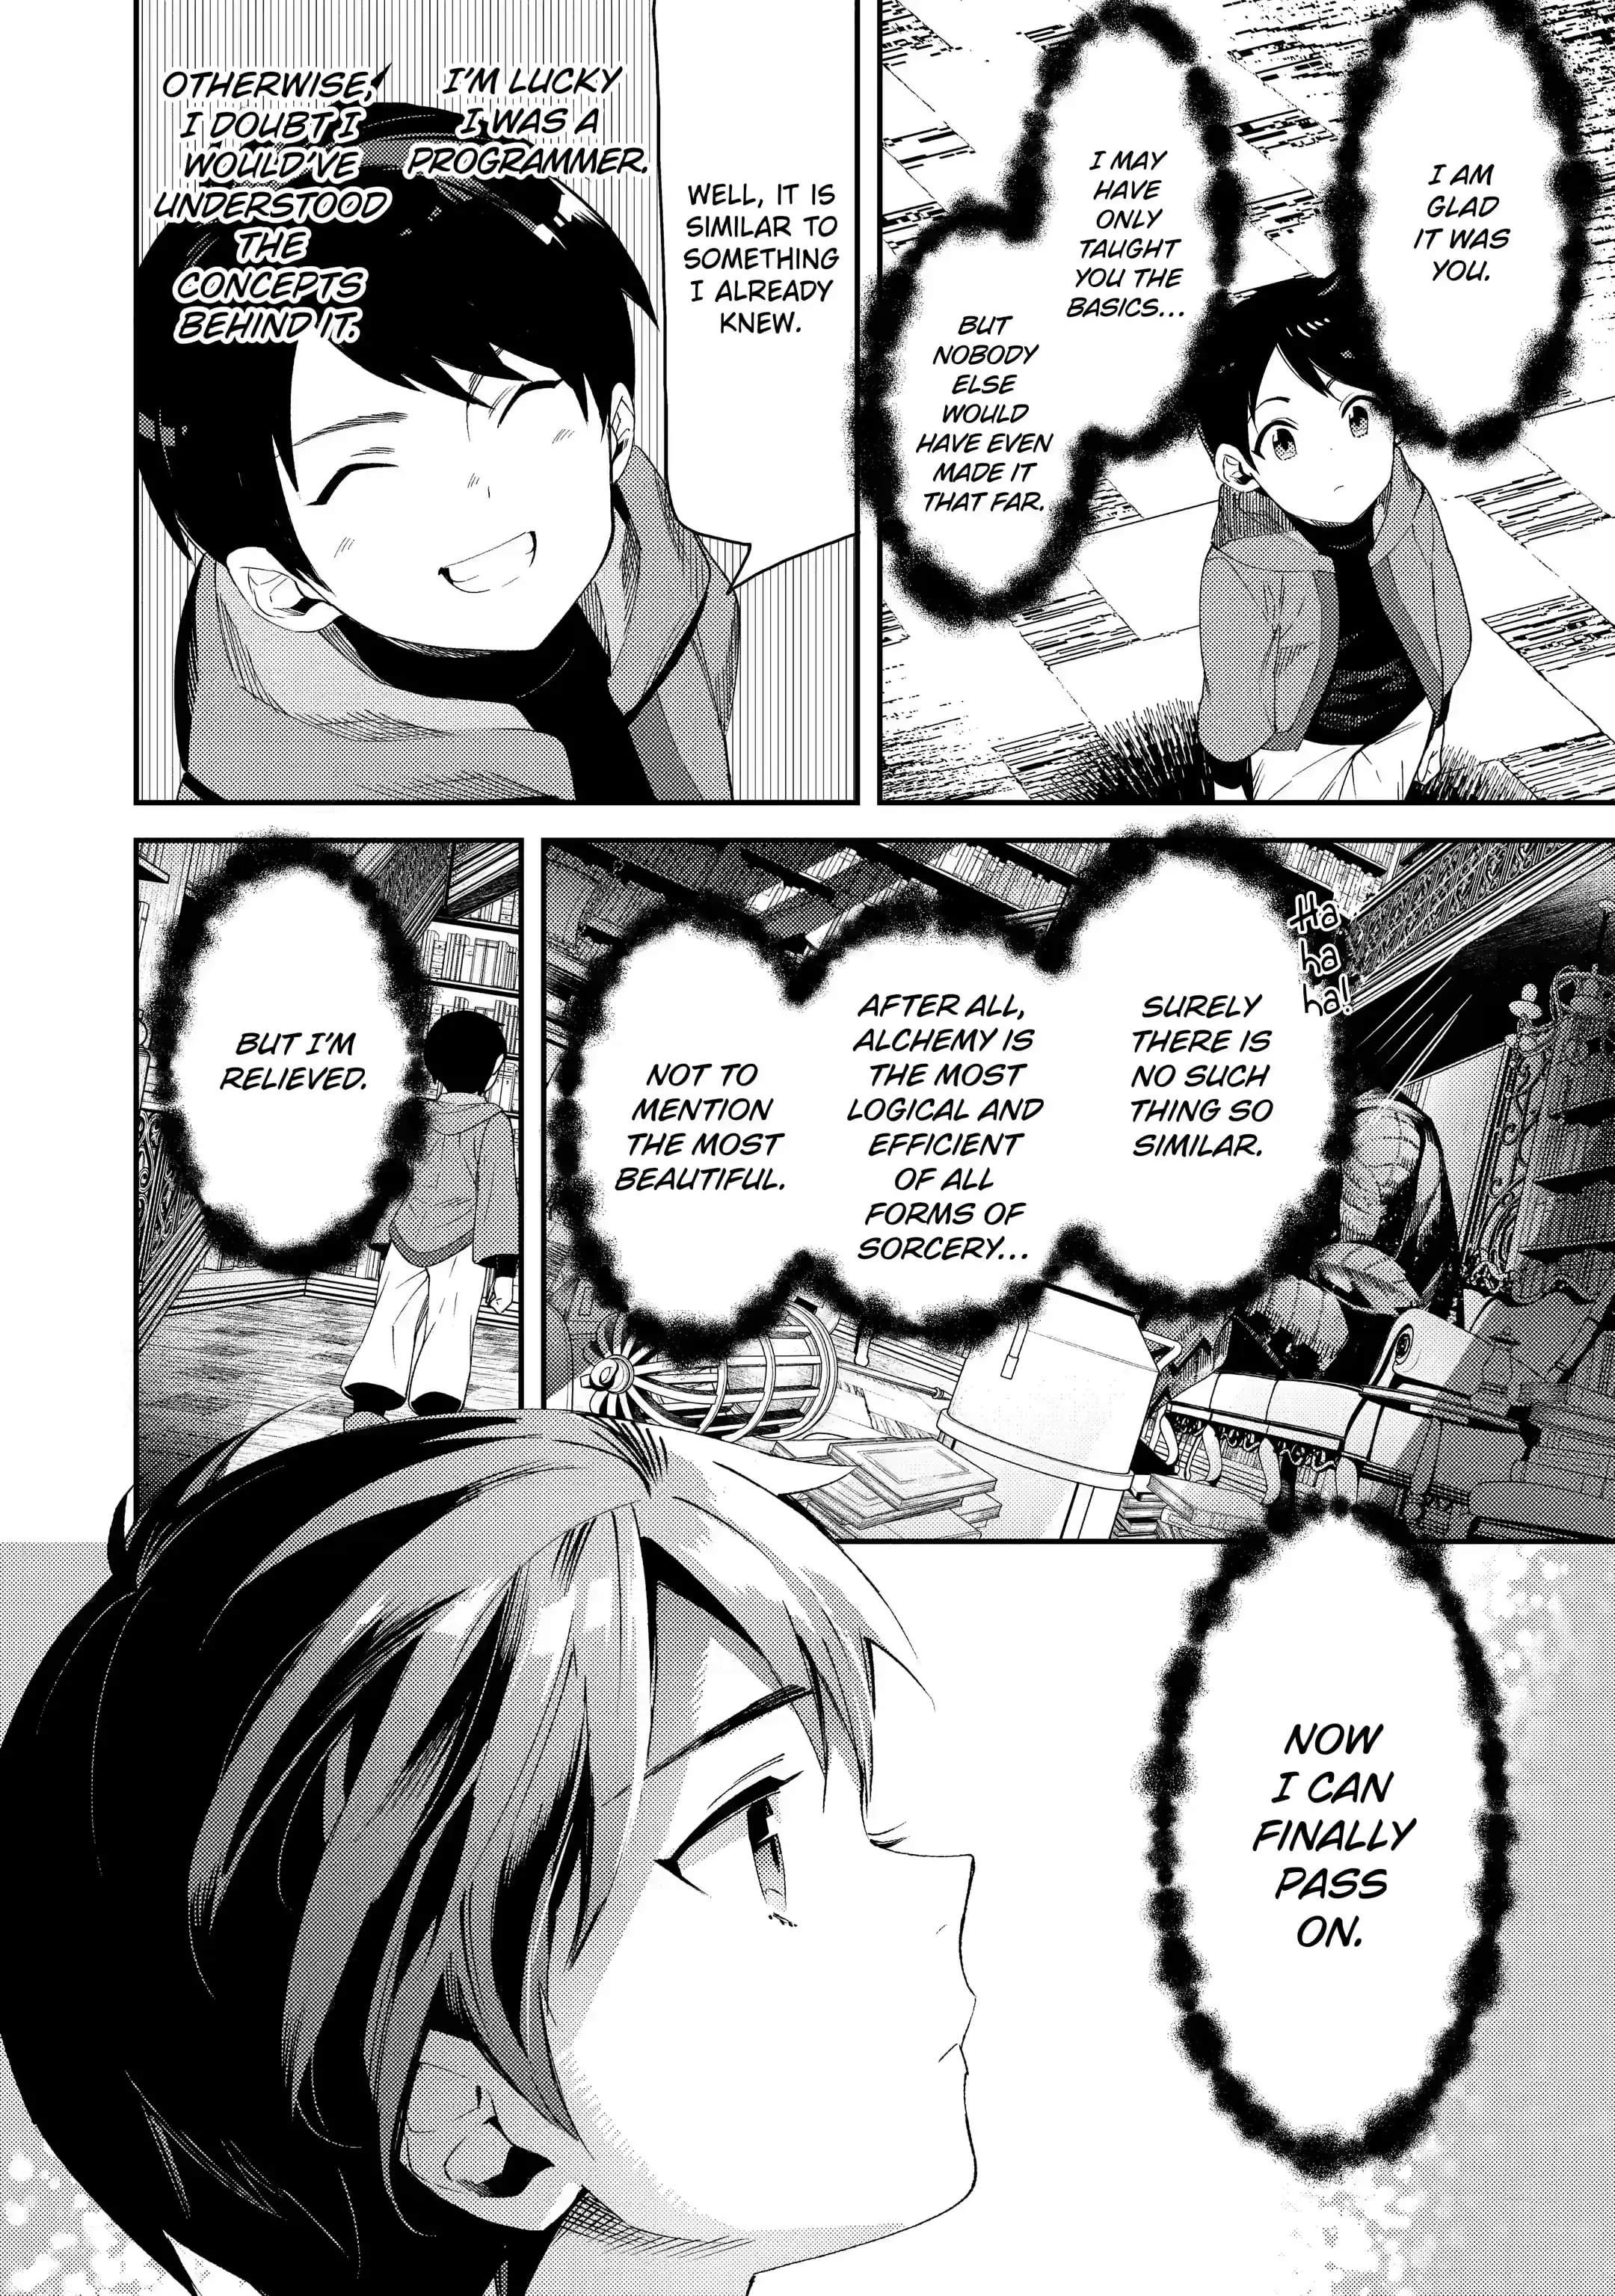 I AM
GLAD
IT WAS
YOU.
I MAY
HAVE
ONLY
TAUGHT
YOU THE
BASICS...
BUT
NOBODY
ELSE
WOULD
HAVE EVEN
MADE IT
THAT FAR.
WELL, IT IS
SIMILAR TO
SOMETHING
I ALREADY
KNEW.
I'M LUCKY
I WAS A
PROGRAMMER.
OTHERWISE,
I DOUBT I
WOULD'VE
UNDERSTOOD
THE
CONCEPTS
BEHIND IT.
Ha
ha
ha!
SURELY
THERE IS
NO SUCH
THING SO
SIMILAR.
AFTER ALL,
ALCHEMY IS
THE MOST
LOGICAL AND
EFFICIENT
OF ALL
FORMS OF
SORCERY...
NOT TO
MENTION
THE MOST
BEAUTIFUL.
BUT I'M
RELIEVED.
NOW
I CAN
FINALLY
PASS
ON.